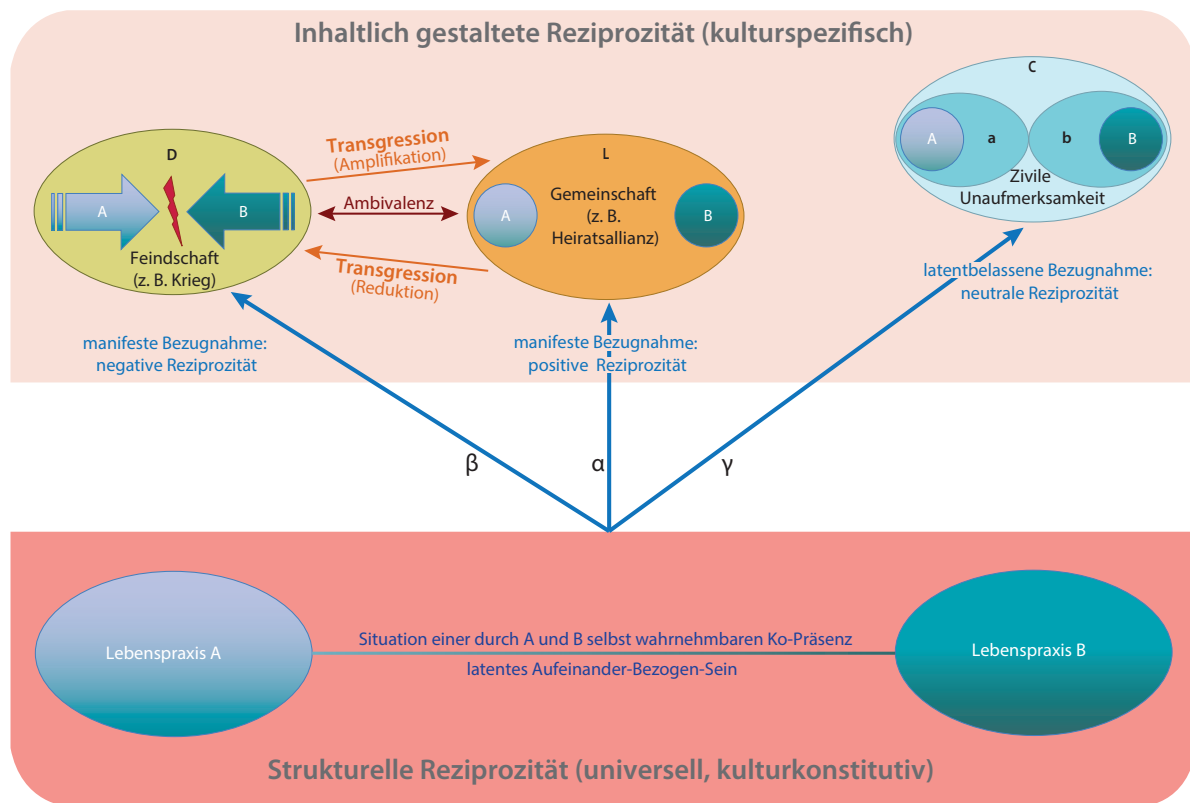 Inhaltlich gestaltete Reziprozität (kulturspezifisch)
D
A
B
Feindschaft
(z. B. Krieg)
Transgression
(Amplifikation)
Ambivalenz
Transgression
(Reduktion)
L
Gemeinschaft
(z. B.
Heiratsallianz)
A
B
C
A
a
b
B
Zivile
Unaufmerksamkeit
manifeste Bezugnahme:
negative Reziprozität
manifeste Bezugnahme:
positive Reziprozität
latentbelassene Bezugnahme:
neutrale Reziprozität
β
α
γ
Lebenspraxis A
Situation einer durch A und B selbst wahrnehmbaren Ko-Präsenz
latentes Aufeinander-Bezogen-Sein
Lebenspraxis B
Strukturelle Reziprozität (universell, kulturkonstitutiv)